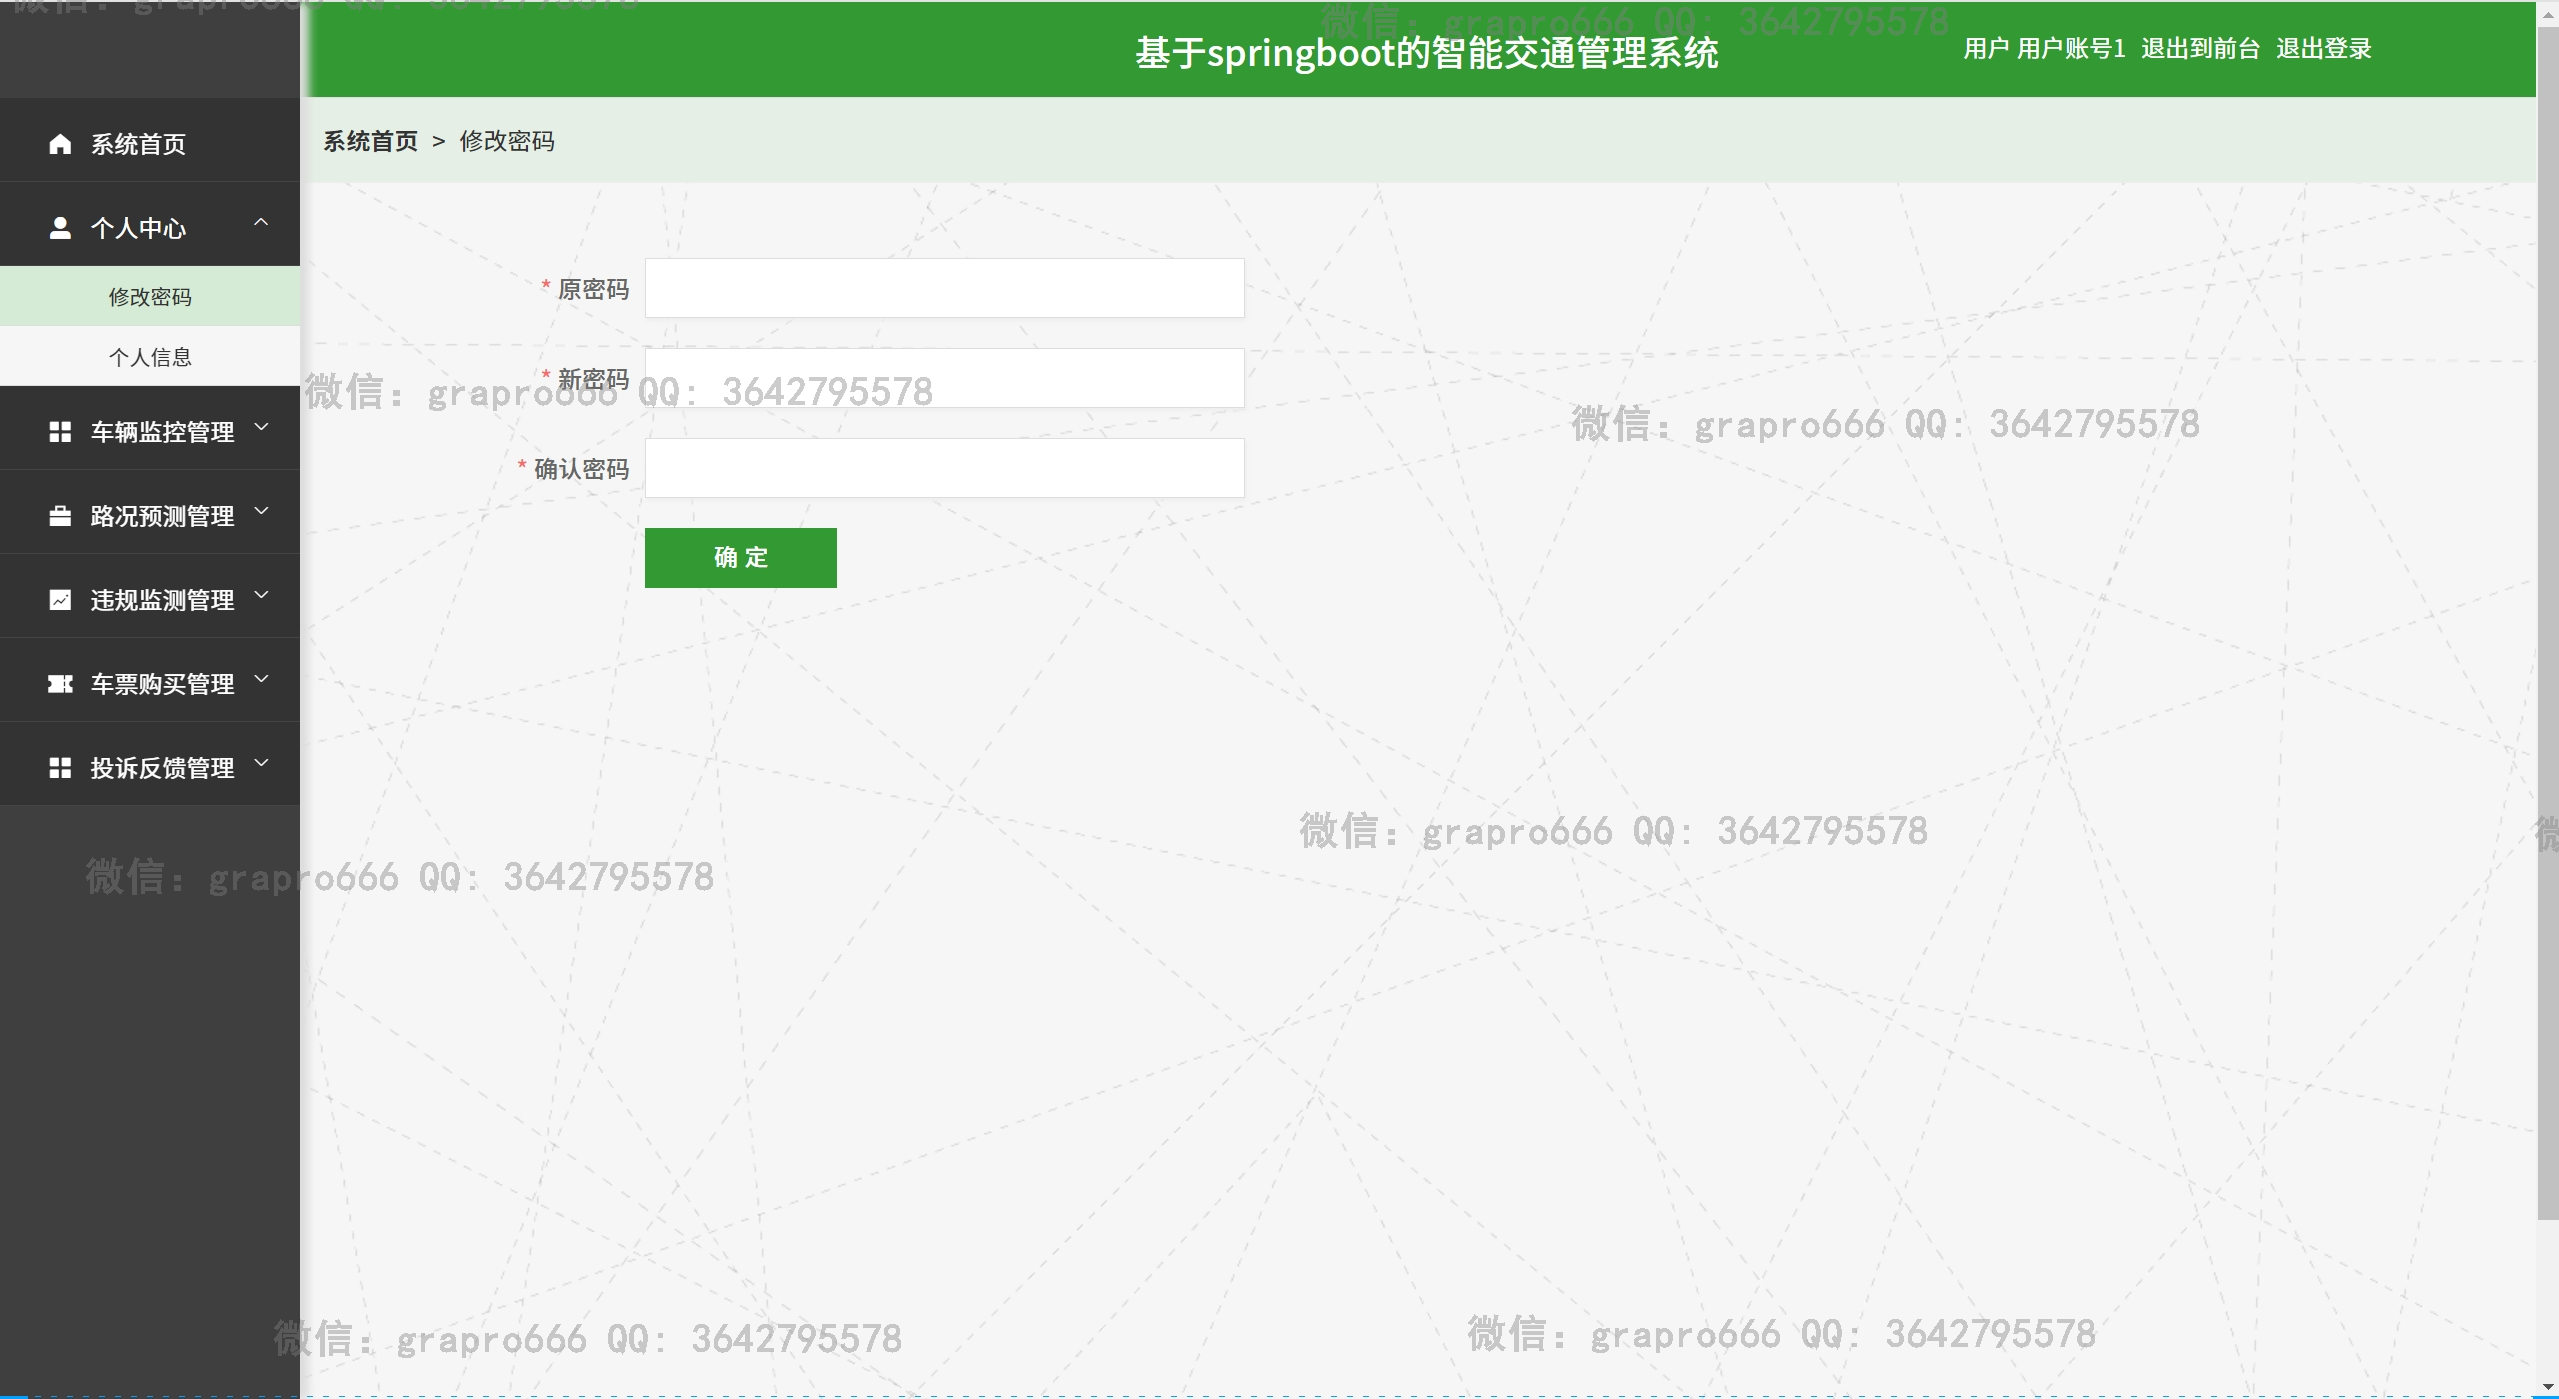 微信: grapro666 QQ: 3642795578
基于springboot的智能交通管理系统
用户 用户账号1 退出到前台 退出登录
系统首页
系统首页 > 修改密码
个人中心
修改密码
个人信息
车辆监控管理
路况预测管理
违规监测管理
车票购买管理
投诉反馈管理
* 原密码
* 新密码
微信: grapro666 QQ: 3642795578
微信: grapro666 QQ: 3642795578
* 确认密码
确 定
微信: grapro666 QQ: 3642795578
微信: grapro666 QQ: 3642795578
微信: grapro666 QQ: 3642795578
微信: grapro666 QQ: 3642795578